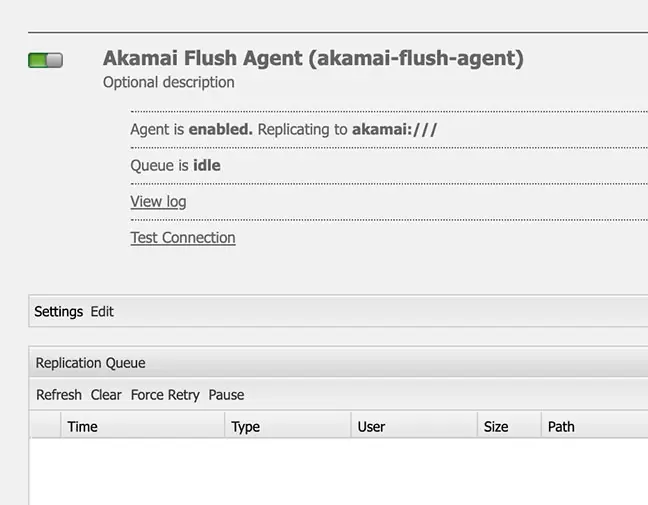 Akamai Flush Agent (akamai-flush-agent)
Optional description
Agent is enabled. Replicating to akamai:///
Queue is idle
View log
Test Connection
Settings Edit
Replication Queue
Refresh Clear Force Retry Pause
Time Type User Size Path